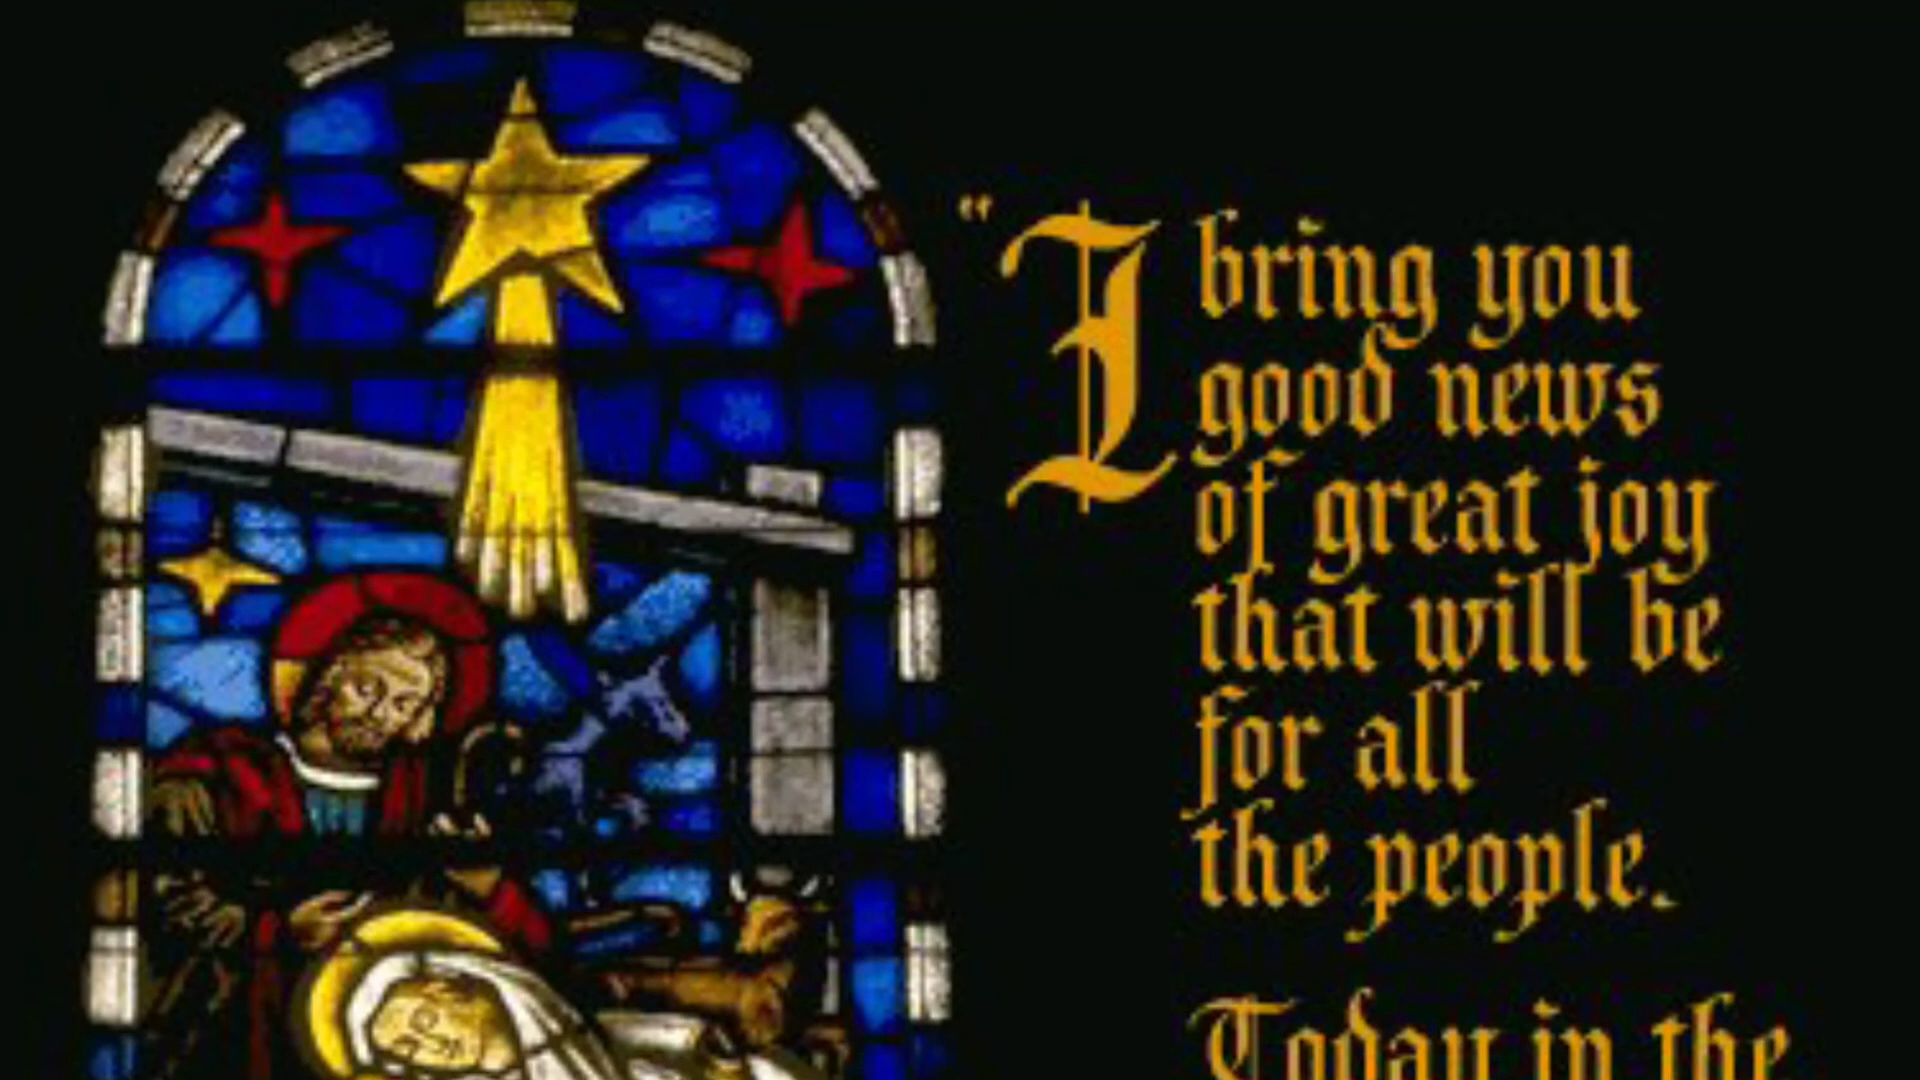 "I bring you
good news
of great joy
that will be
for all
the people.
Today in the